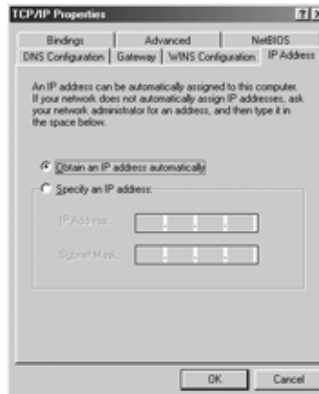 TCP/IP Properties
Bindings Advanced NetBIOS
DNS Configuration Gateway WINS Configuration IP Address
An IP address can be automatically assigned to this computer.
If your network does not automatically assign IP addresses, ask
your network administrator for an address, and then type it in
the space below.
Obtain an IP address automatically
Specify an IP address:
IP Address:
Subnet Mask:
OK Cancel